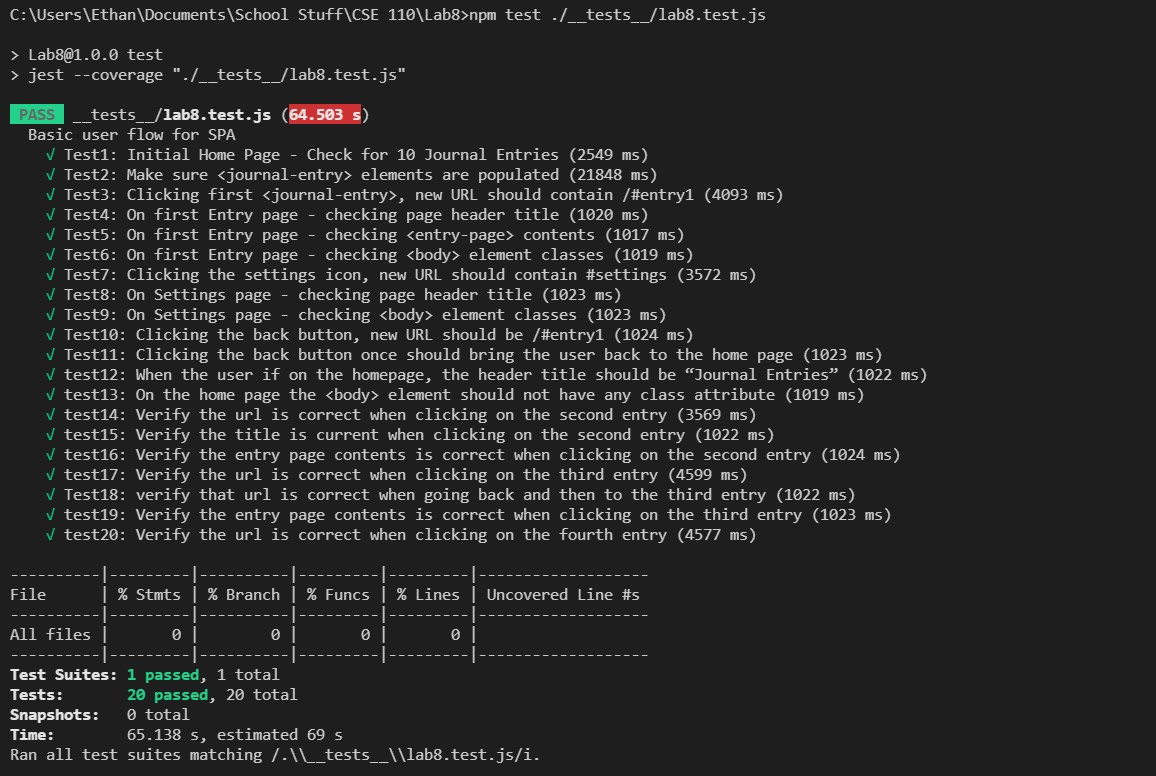 C:\Users\Ethan\Documents\School Stuff\CSE 110\Lab8>npm test ./__tests__/lab8.test.js
> Lab8@1.0.0 test
> jest --coverage "./__tests__/lab8.test.js"
PASS __tests__/lab8.test.js (64.503 s)
Basic user flow for SPA
√ Test1: Initial Home Page - Check for 10 Journal Entries (2549 ms)
√ Test2: Make sure <journal-entry> elements are populated (21848 ms)
√ Test3: Clicking first <journal-entry>, new URL should contain /#entry1 (4093 ms)
√ Test4: On first Entry page - checking page header title (1020 ms)
√ Test5: On first Entry page - checking <entry-page> contents (1017 ms)
√ Test6: On first Entry page - checking <body> element classes (1019 ms)
√ Test7: Clicking the settings icon, new URL should contain #settings (3572 ms)
√ Test8: On Settings page - checking page header title (1023 ms)
√ Test9: On Settings page - checking <body> element classes (1023 ms)
√ Test10: Clicking the back button, new URL should be /#entry1 (1024 ms)
√ Test11: Clicking the back button once should bring the user back to the home page (1023 ms)
√ test12: When the user if on the homepage, the header title should be “Journal Entries” (1022 ms)
√ test13: On the home page the <body> element should not have any class attribute (1019 ms)
√ test14: Verify the url is correct when clicking on the second entry (3569 ms)
√ test15: Verify the title is current when clicking on the second entry (1022 ms)
√ test16: Verify the entry page contents is correct when clicking on the second entry (1024 ms)
√ test17: Verify the url is correct when clicking on the third entry (4599 ms)
√ Test18: verify that url is correct when going back and then to the third entry (1022 ms)
√ test19: Verify the entry page contents is correct when clicking on the third entry (1023 ms)
√ test20: Verify the url is correct when clicking on the fourth entry (4577 ms)
----------|---------|----------|---------|---------|-------------------
File      | % Stmts | % Branch | % Funcs | % Lines | Uncovered Line #s
----------|---------|----------|---------|---------|-------------------
All files |       0 |        0 |       0 |       0 |
----------|---------|----------|---------|---------|-------------------
Test Suites: 1 passed, 1 total
Tests:       20 passed, 20 total
Snapshots:   0 total
Time:        65.138 s, estimated 69 s
Ran all test suites matching /.\\__tests__\\lab8.test.js/i.